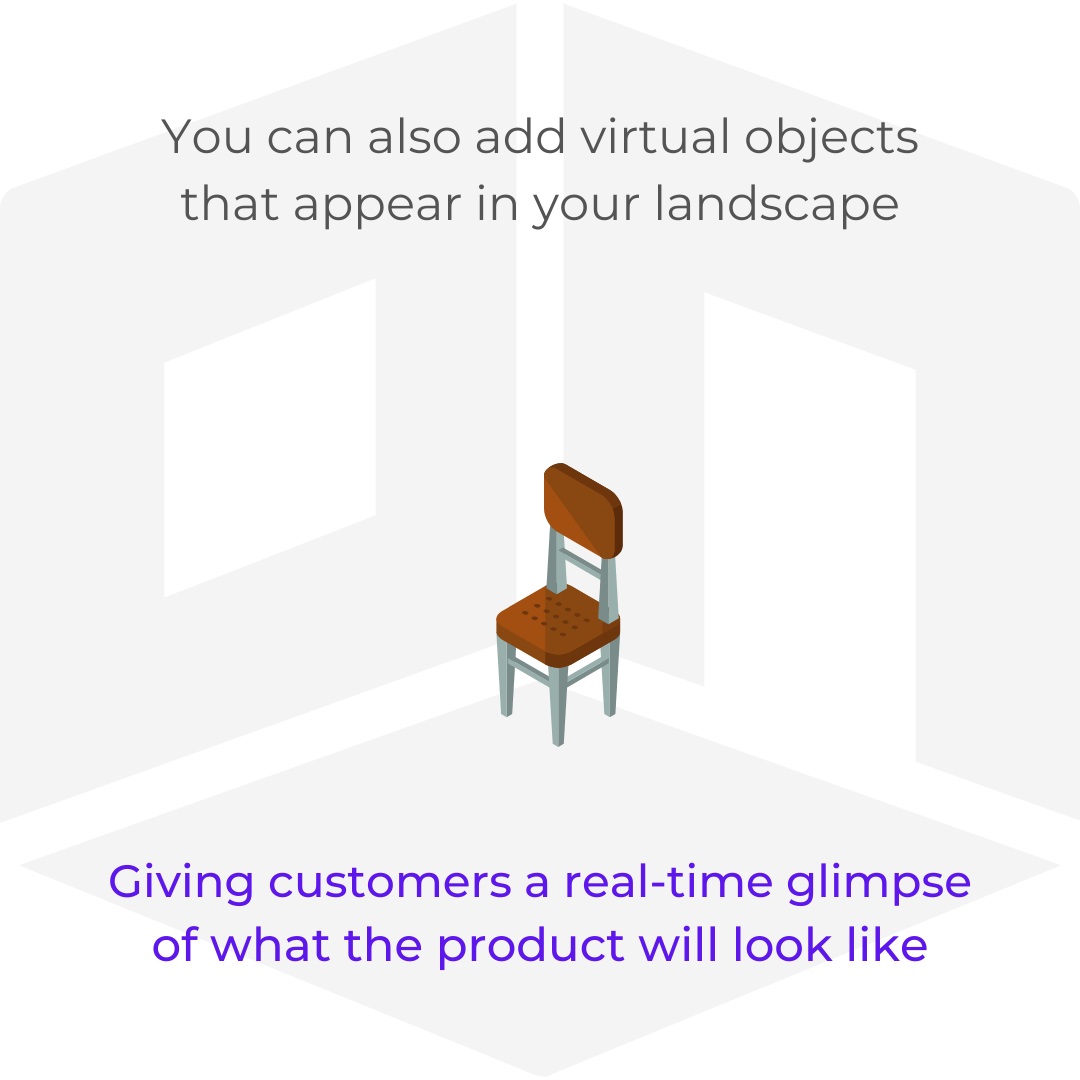 You can also add virtual objects
that appear in your landscape
Giving customers a real-time glimpse
of what the product will look like